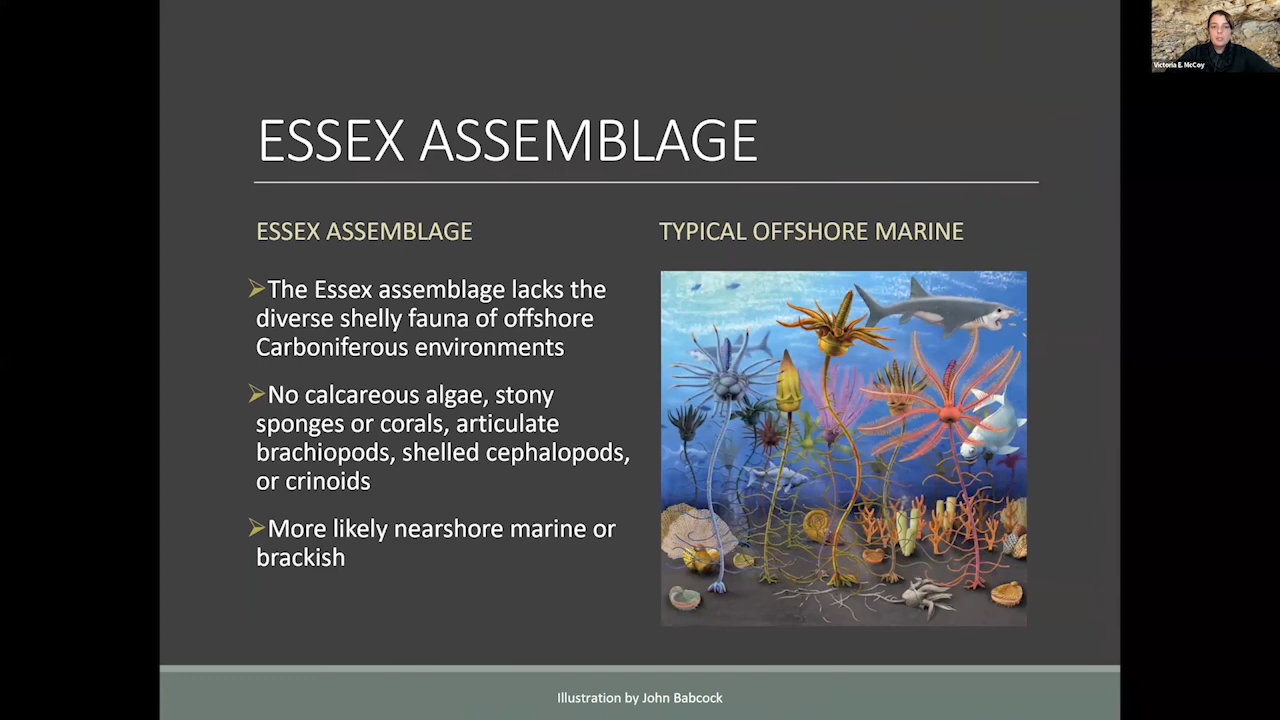 Victoria E. McCoy
ESSEX ASSEMBLAGE
ESSEX ASSEMBLAGE
The Essex assemblage lacks the
diverse shelly fauna of offshore
Carboniferous environments
No calcareous algae, stony
sponges or corals, articulate
brachiopods, shelled cephalopods,
or crinoids
More likely nearshore marine or
brackish
TYPICAL OFFSHORE MARINE
Illustration by John Babcock